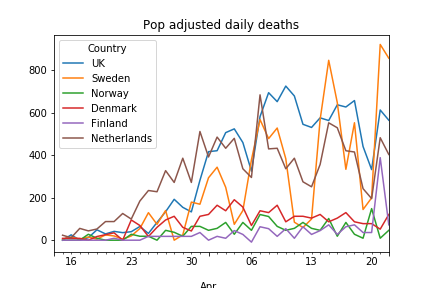 Pop adjusted daily deaths
Country
UK
Sweden
Norway
Denmark
Finland
Netherlands
800
600
400
200
0
16
23
30
06
13
20
Apr